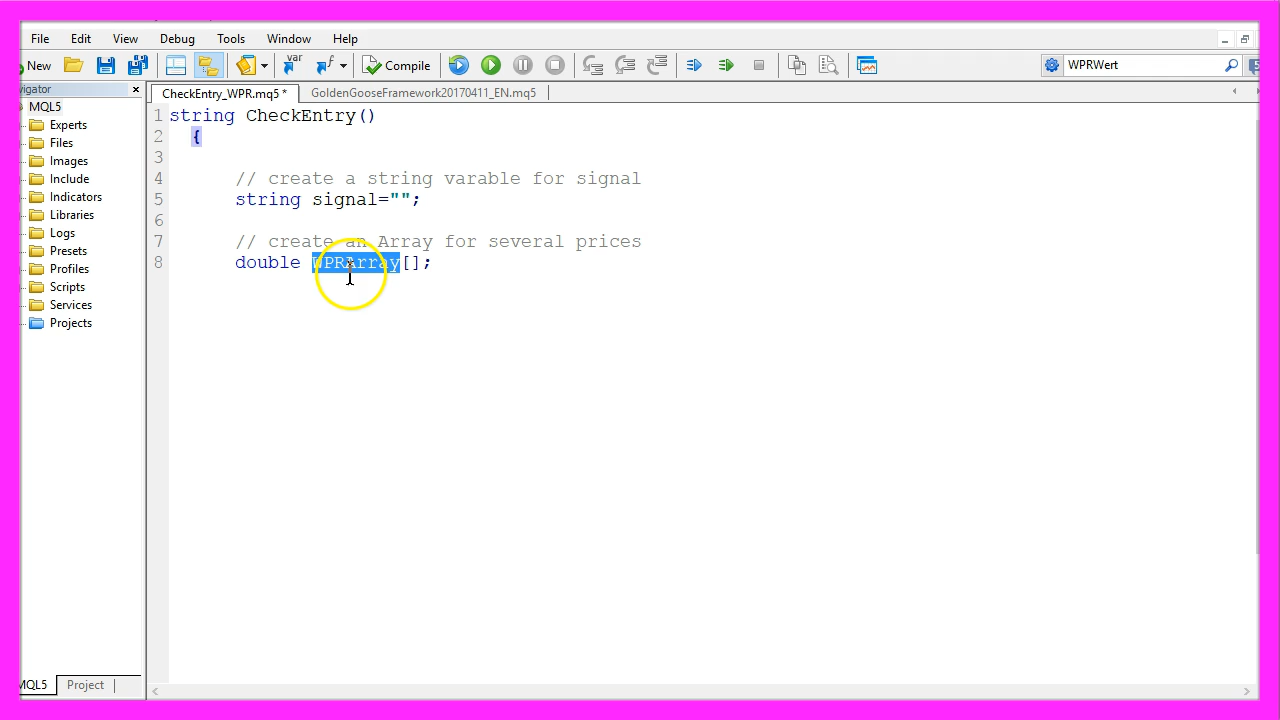 File Edit View Debug Tools Window Help
New Compile WPRWert
vigator CheckEntry_WPR.mq5 * GoldenGooseFramework20170411_EN.mq5
MQL5
Experts
Files
Images
Include
Indicators
Libraries
Logs
Presets
Profiles
Scripts
Services
Projects
1 string CheckEntry()
2 {
3
4 // create a string varable for signal
5 string signal="";
6
7 // create an Array for several prices
8 double WPRArray[];
MQL5 Project